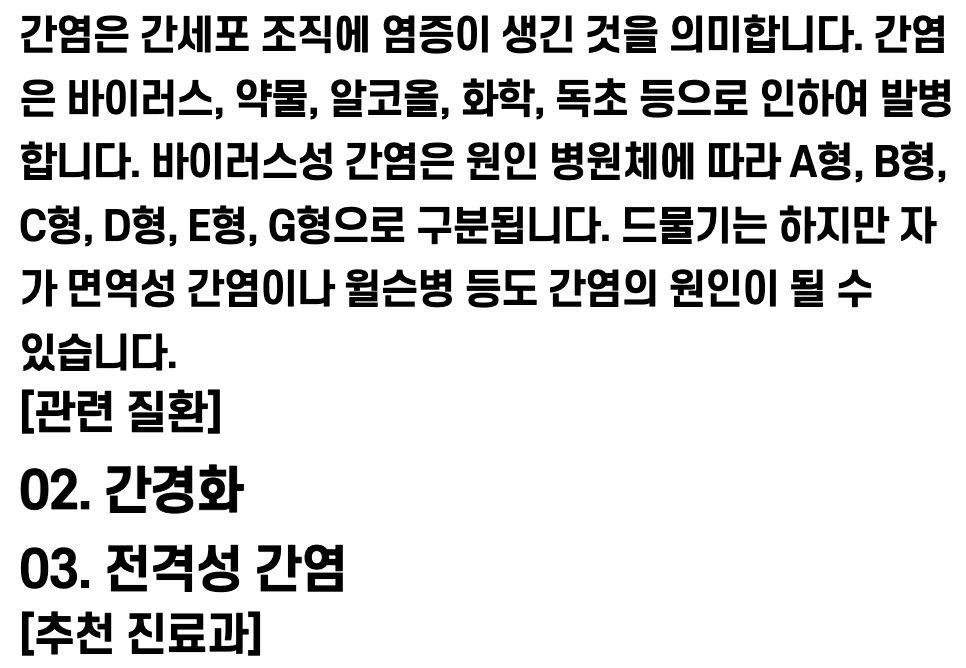 간염은 간세포 조직에 염증이 생긴 것을 의미합니다. 간염
은 바이러스, 약물, 알코올, 화학, 독초 등으로 인하여 발병
합니다. 바이러스성 간염은 원인 병원체에 따라 A형, B형,
C형, D형, E형, G형으로 구분됩니다. 드물기는 하지만 자
가 면역성 간염이나 윌슨병 등도 간염의 원인이 될 수
있습니다.
[관련 질환]
02. 간경화
03. 전격성 간염
[추천 진료과]